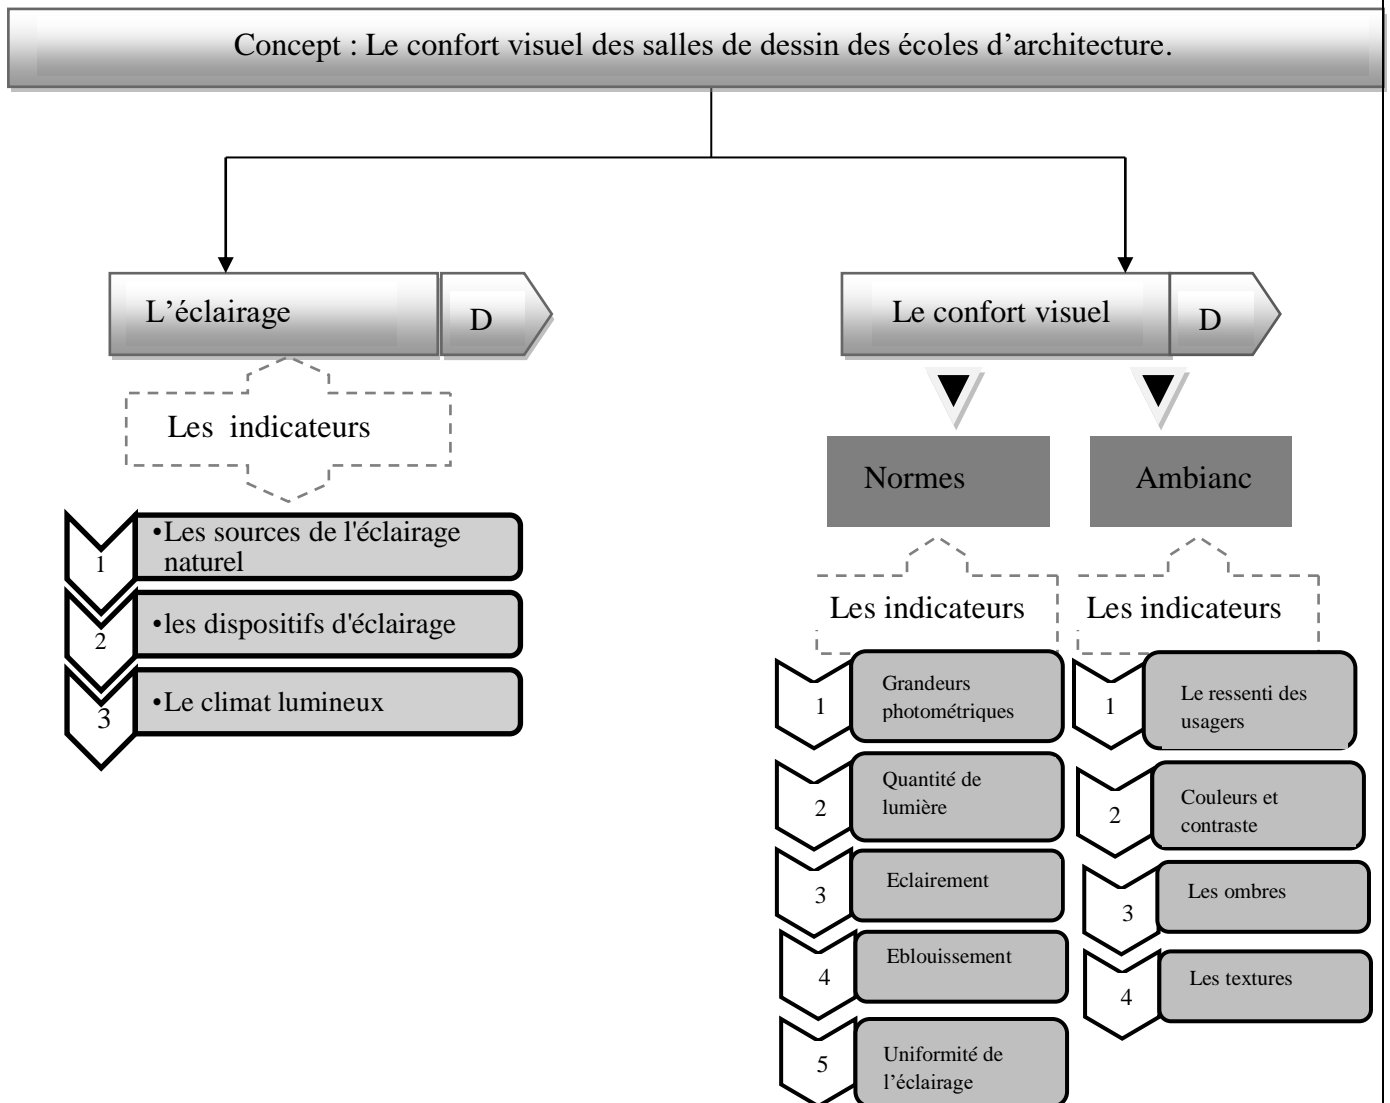 Concept : Le confort visuel des salles de dessin des écoles d’architecture.
L’éclairage
D
Le confort visuel
D
Les indicateurs
1
•Les sources de l'éclairage
naturel
2
•les dispositifs d'éclairage
3
•Le climat lumineux
Normes
Ambianc
Les indicateurs
Les indicateurs
1
Grandeurs
photométriques
2
Quantité de
lumière
3
Eclairement
4
Eblouissement
5
Uniformité de
l’éclairage
1
Le ressenti des
usagers
2
Couleurs et
contraste
3
Les ombres
4
Les textures